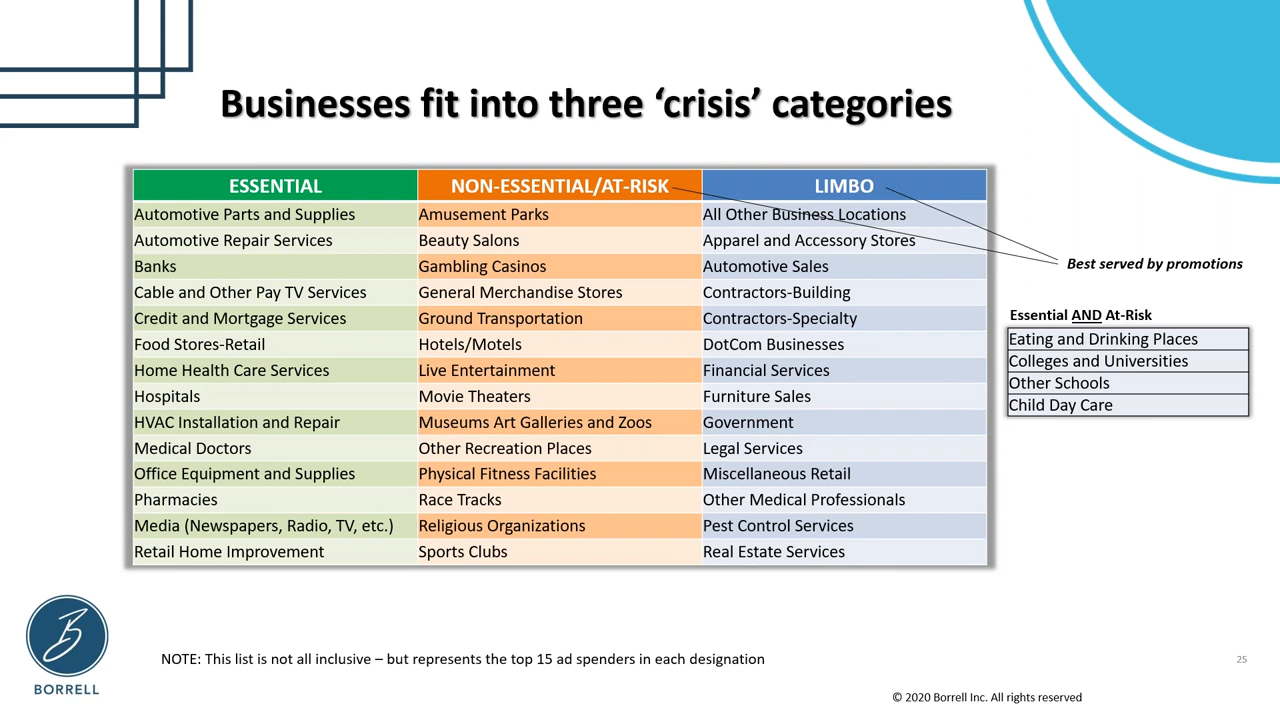 Businesses fit into three ‘crisis’ categories
ESSENTIAL NON-ESSENTIAL/AT-RISK LIMBO
Automotive Parts and Supplies Amusement Parks All Other Business Locations
Automotive Repair Services Beauty Salons Apparel and Accessory Stores
Banks Gambling Casinos Automotive Sales
Cable and Other Pay TV Services General Merchandise Stores Contractors-Building
Credit and Mortgage Services Ground Transportation Contractors-Specialty
Food Stores-Retail Hotels/Motels DotCom Businesses
Home Health Care Services Live Entertainment Financial Services
Hospitals Movie Theaters Furniture Sales
HVAC Installation and Repair Museums Art Galleries and Zoos Government
Medical Doctors Other Recreation Places Legal Services
Office Equipment and Supplies Physical Fitness Facilities Miscellaneous Retail
Pharmacies Race Tracks Other Medical Professionals
Media (Newspapers, Radio, TV, etc.) Religious Organizations Pest Control Services
Retail Home Improvement Sports Clubs Real Estate Services
Best served by promotions
Essential AND At-Risk
Eating and Drinking Places
Colleges and Universities
Other Schools
Child Day Care
B
BORRELL
NOTE: This list is not all inclusive – but represents the top 15 ad spenders in each designation
25
© 2020 Borrell Inc. All rights reserved